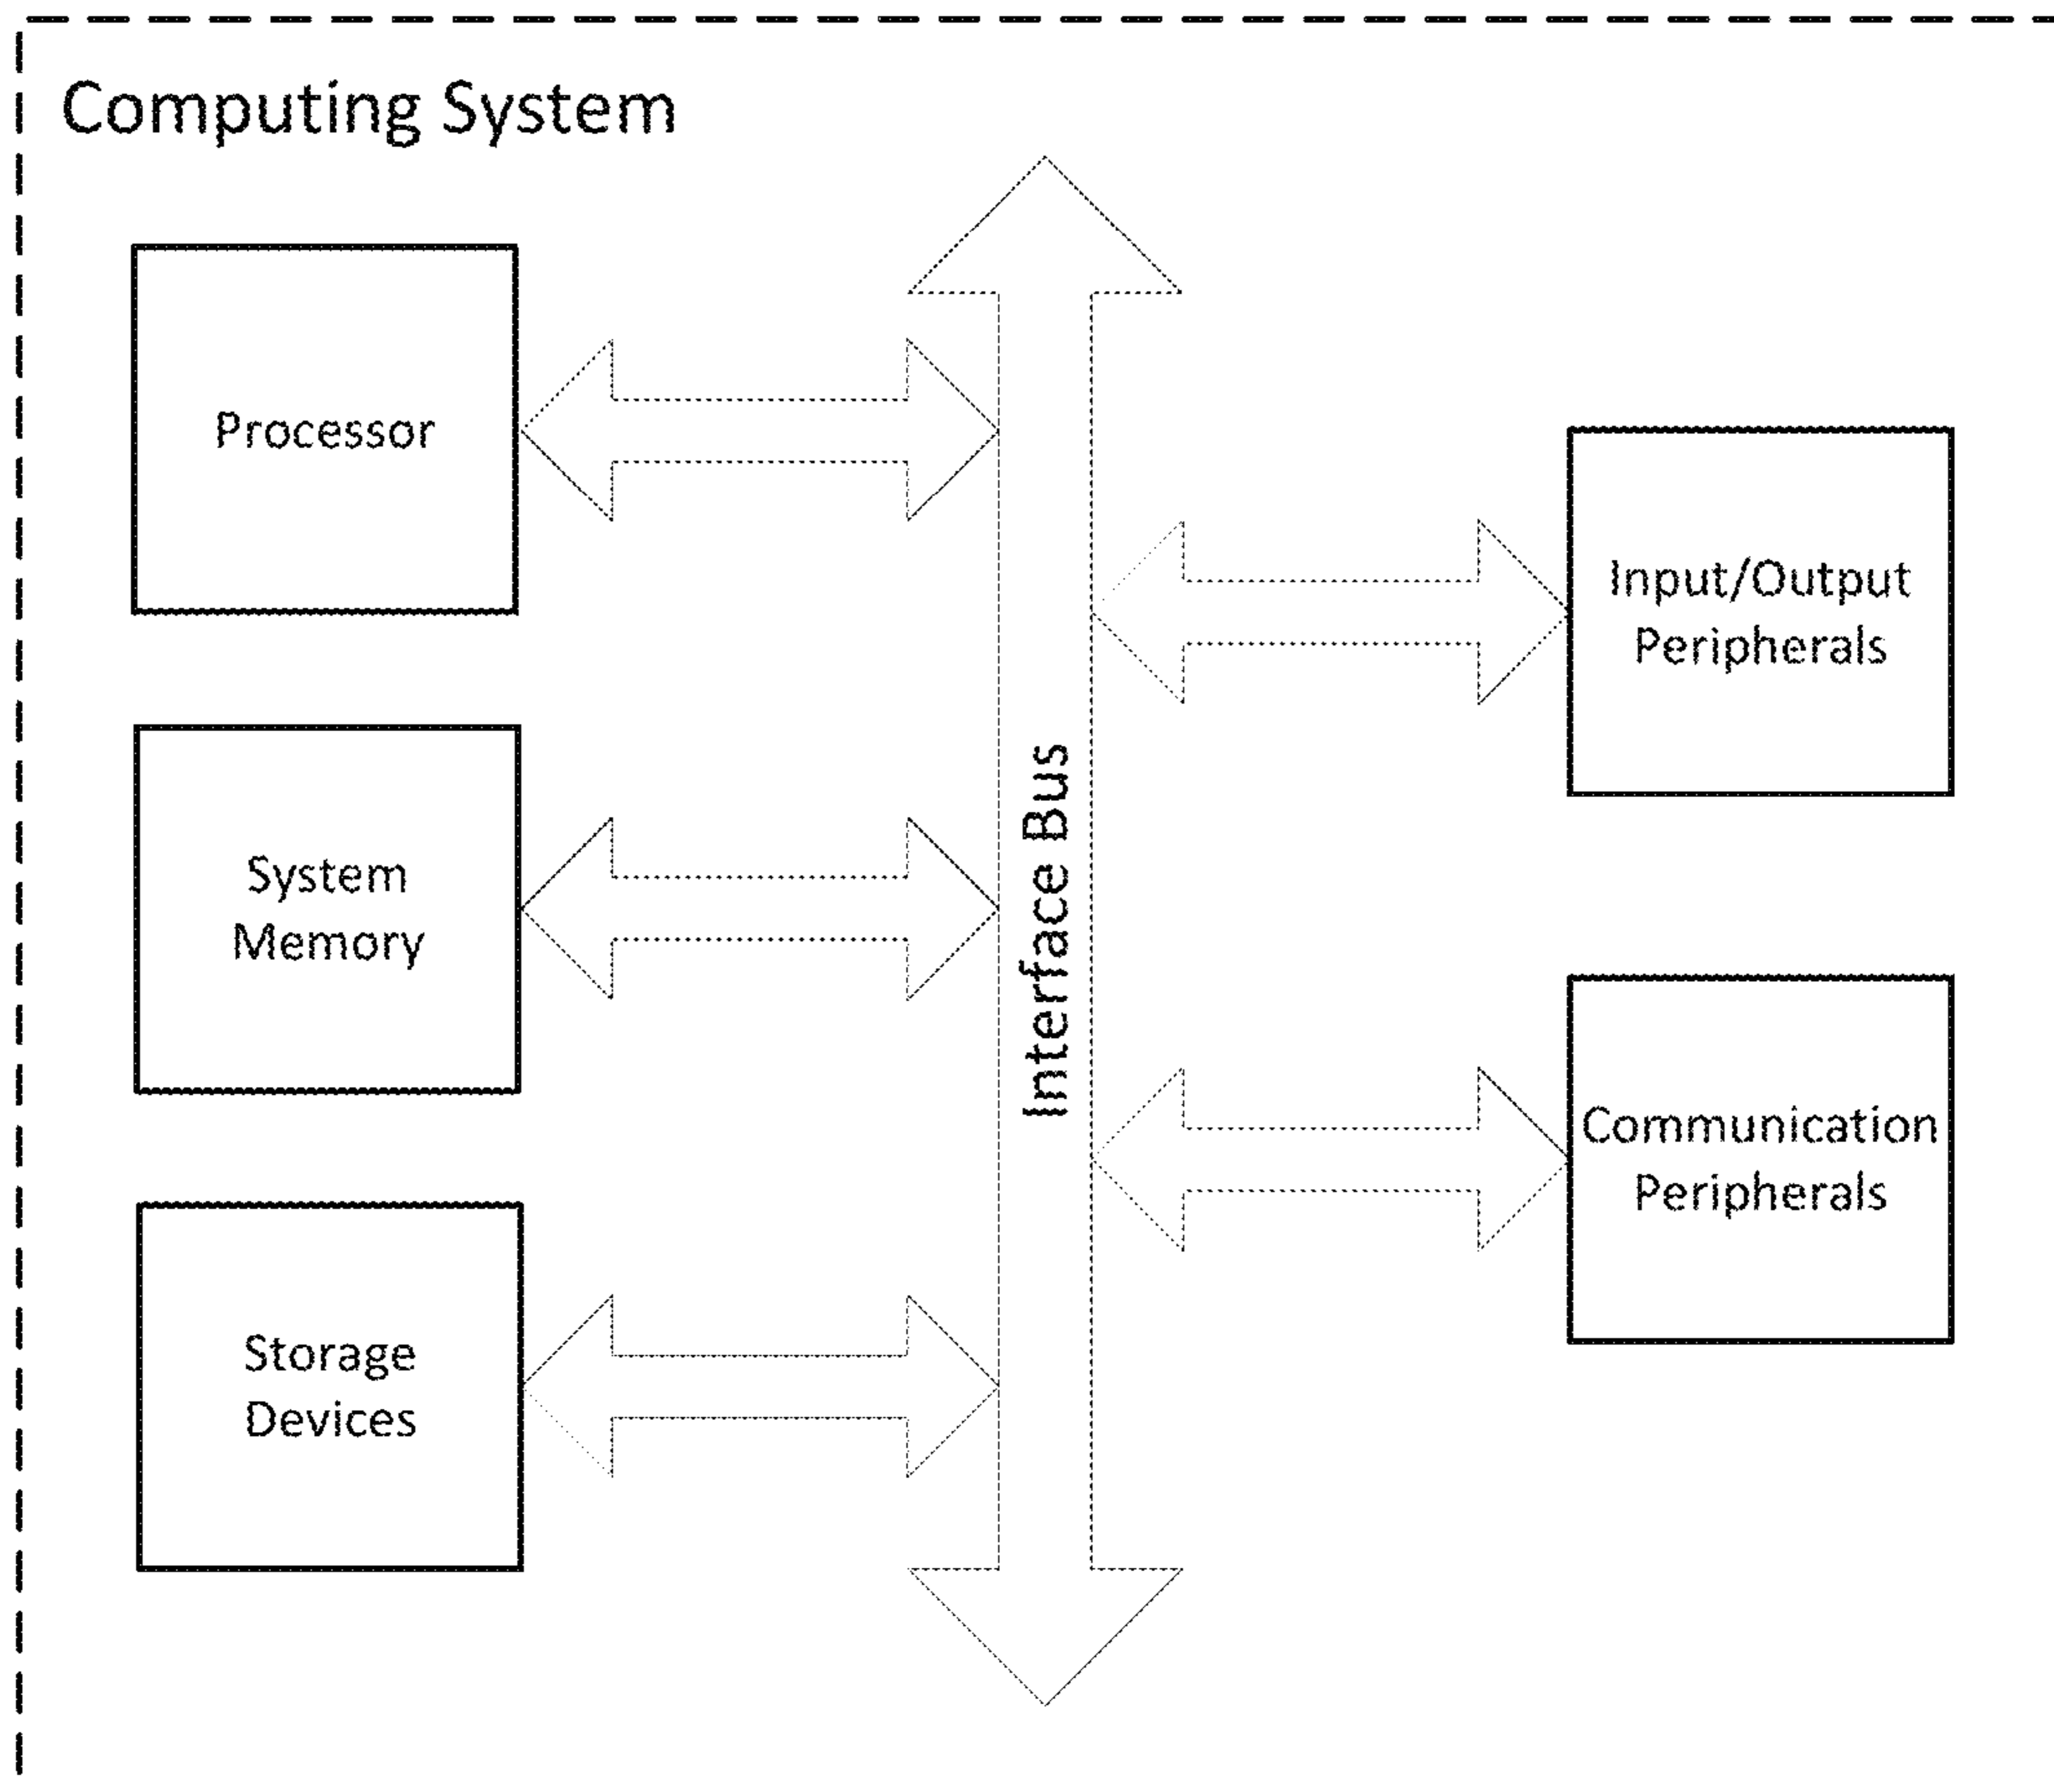 Computing System
Processor
Input/Output
Peripherals
System
Memory
Interface Bus
Communication
Peripherals
Storage
Devices